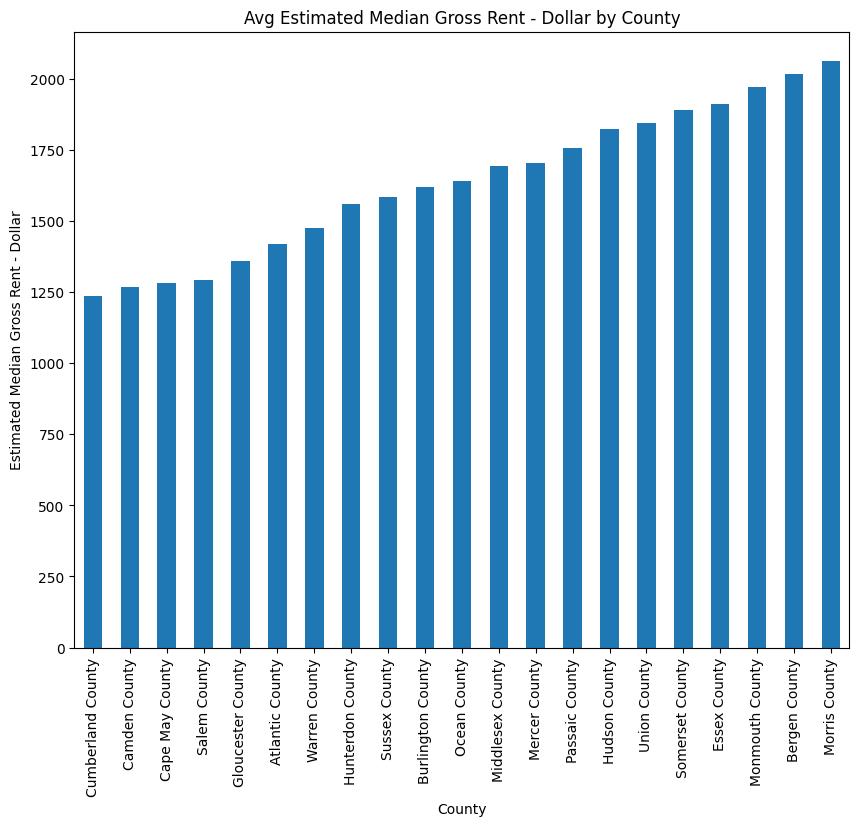 Avg Estimated Median Gross Rent - Dollar by County
Estimated Median Gross Rent - Dollar
2000
1750
1500
1250
1000
750
500
250
0
Cumberland County
Camden County
Cape May County
Salem County
Gloucester County
Atlantic County
Warren County
Hunterdon County
Sussex County
Burlington County
Ocean County
Middlesex County
Mercer County
Passaic County
Hudson County
Union County
Somerset County
Essex County
Monmouth County
Bergen County
Morris County
County